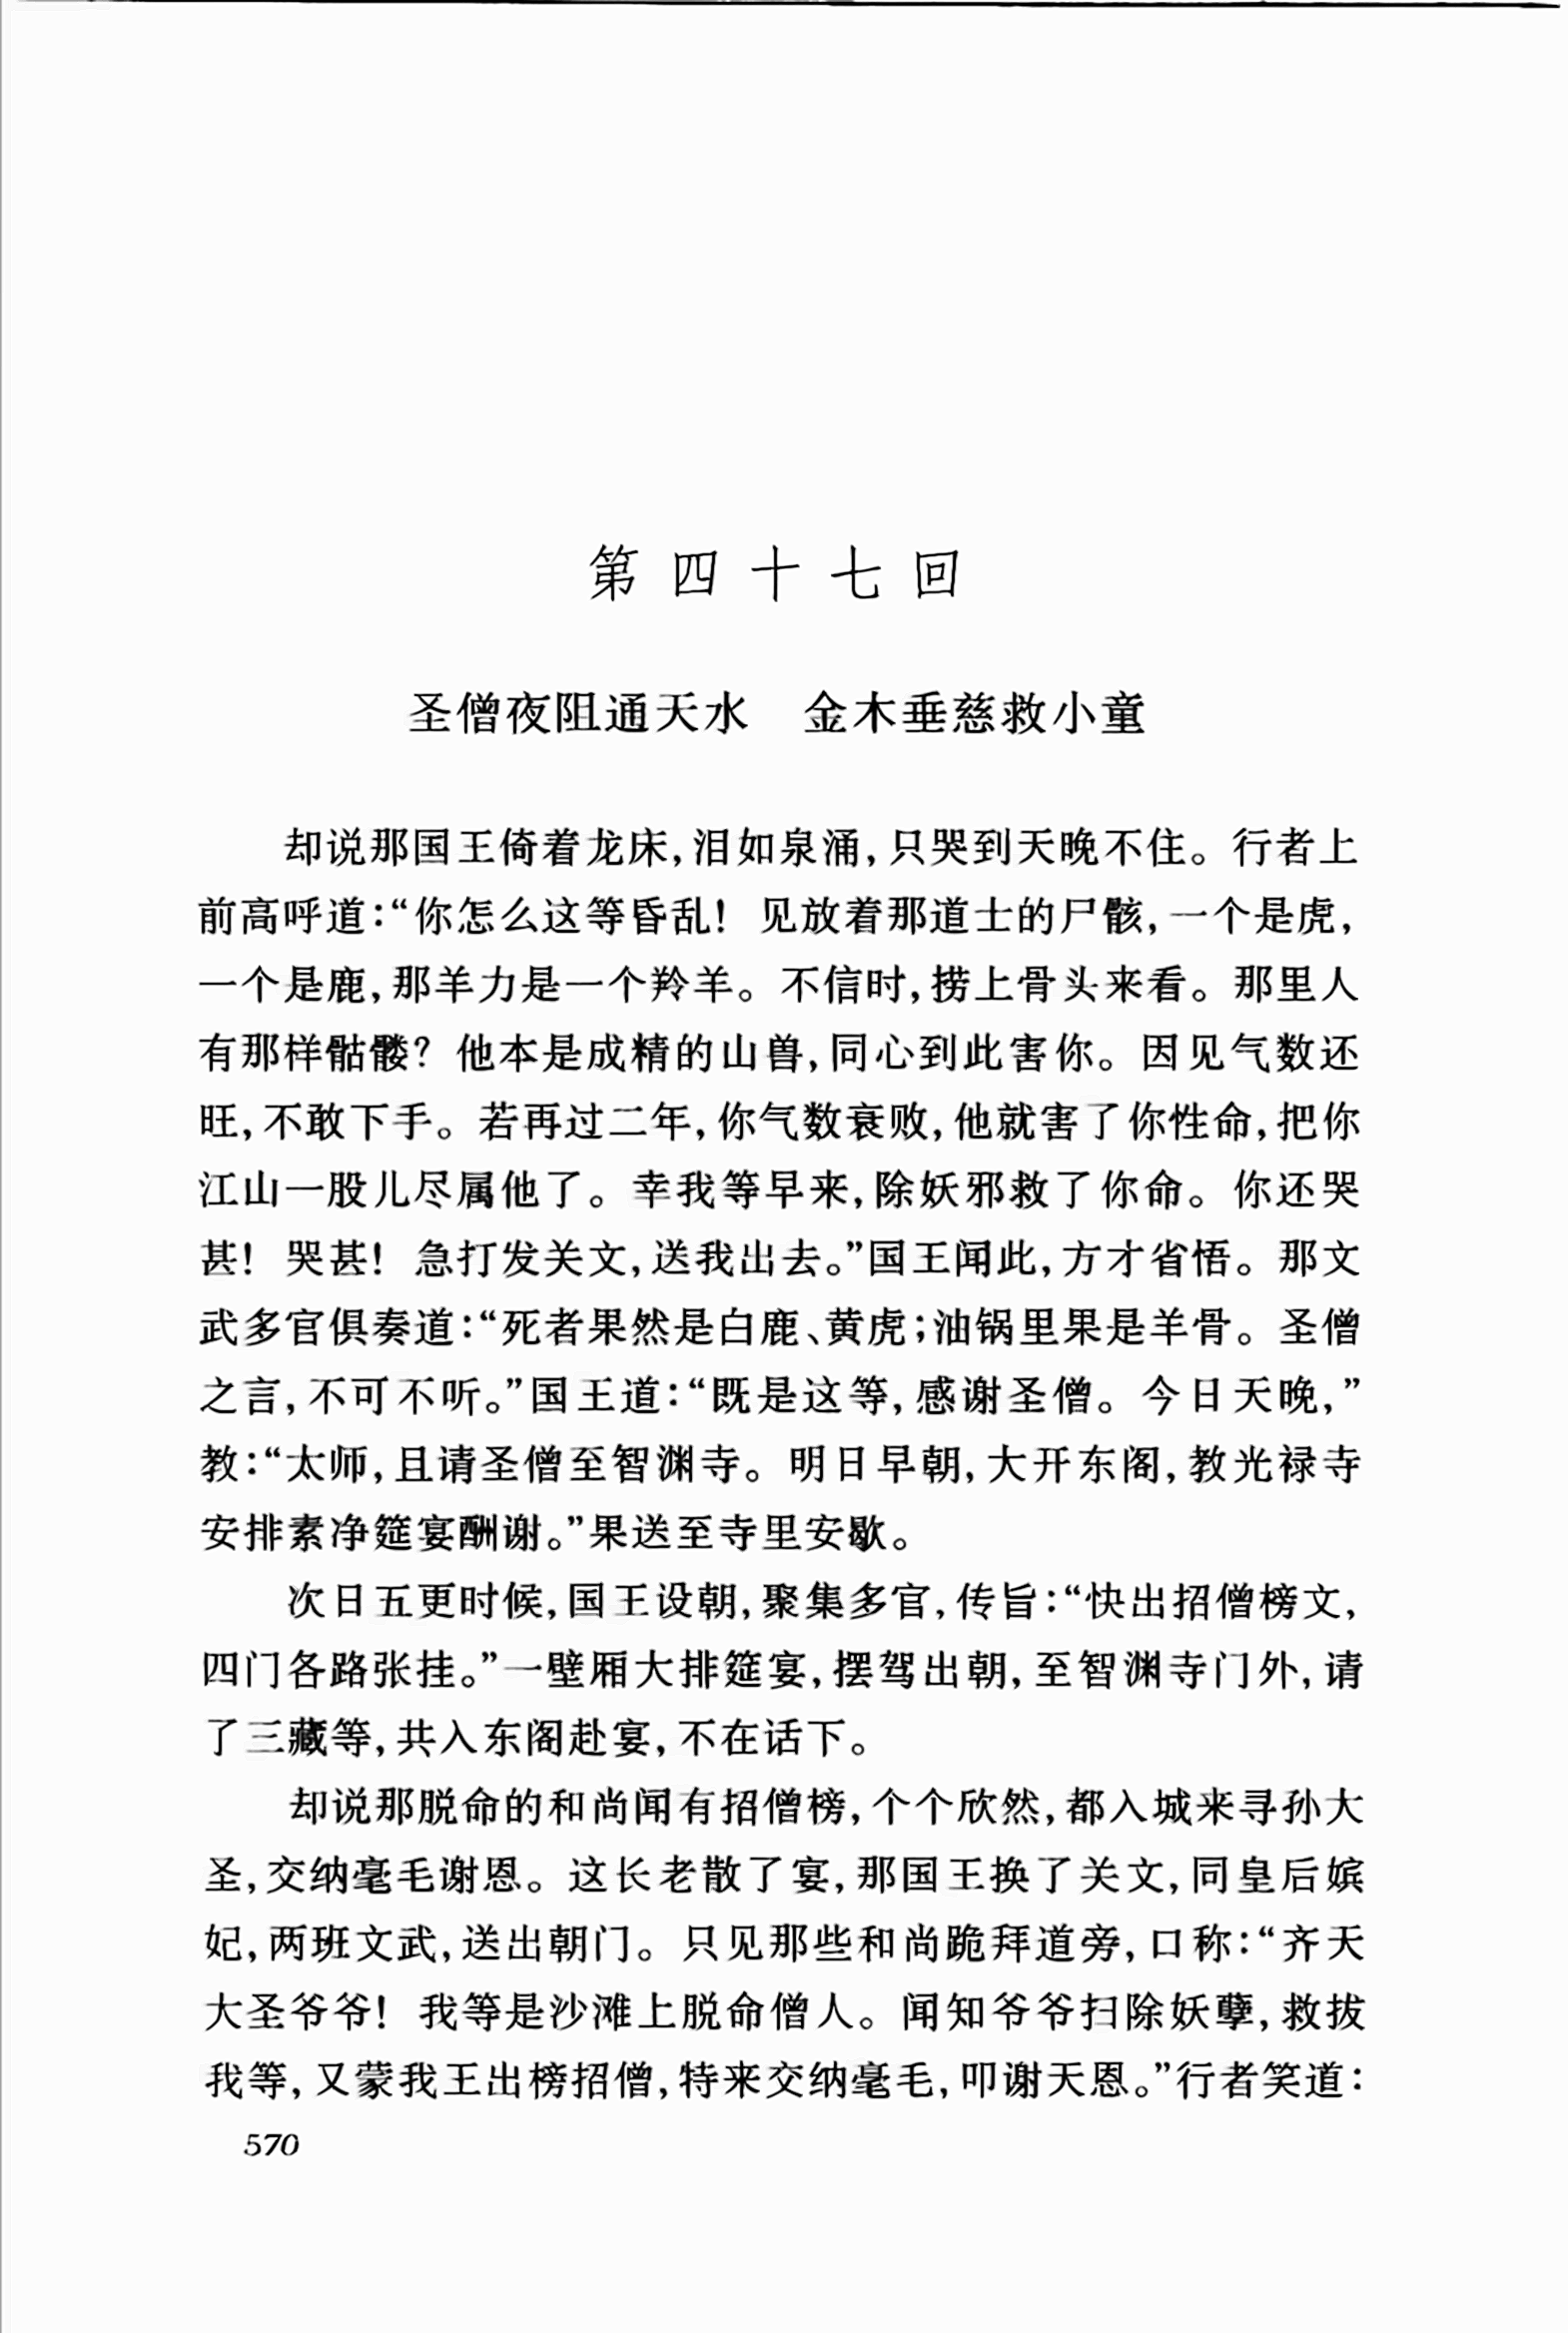 第四十七回
圣僧夜阻通天水　金木垂慈救小童
却说那国王倚着龙床,泪如泉涌,只哭到天晚不住。行者上
前高呼道:“你怎么这等昏乱! 见放着那道士的尸骸,一个是虎,
一个是鹿,那羊力是一个羚羊。不信时,捞上骨头来看。那里人
有那样骷髅? 他本是成精的山兽,同心到此害你。因见气数还
旺,不敢下手。若再过二年,你气数衰败,他就害了你性命,把你
江山一股儿尽属他了。幸我等早来,除妖邪救了你命。你还哭
甚! 哭甚! 急打发关文,送我出去。”国王闻此,方才省悟。那文
武多官俱奏道:“死者果然是白鹿、黄虎;油锅里果是羊骨。圣僧
之言,不可不听。”国王道:“既是这等,感谢圣僧。今日天晚,”
教:“太师,且请圣僧至智渊寺。明日早朝,大开东阁,教光禄寺
安排素净筵宴酬谢。”果送至寺里安歇。
次日五更时候,国王设朝,聚集多官,传旨:“快出招僧榜文,
四门各路张挂。”一壁厢大排筵宴,摆驾出朝,至智渊寺门外,请
了三藏等,共入东阁赴宴,不在话下。
却说那脱命的和尚闻有招僧榜,个个欣然,都入城来寻孙大
圣,交纳毫毛谢恩。这长老散了宴,那国王换了关文,同皇后嫔
妃,两班文武,送出朝门。只见那些和尚跪拜道旁,口称:“齐天
大圣爷爷! 我等是沙滩上脱命僧人。闻知爷爷扫除妖孽,救拔
我等,又蒙我王出榜招僧,特来交纳毫毛,叩谢天恩。”行者笑道:
570